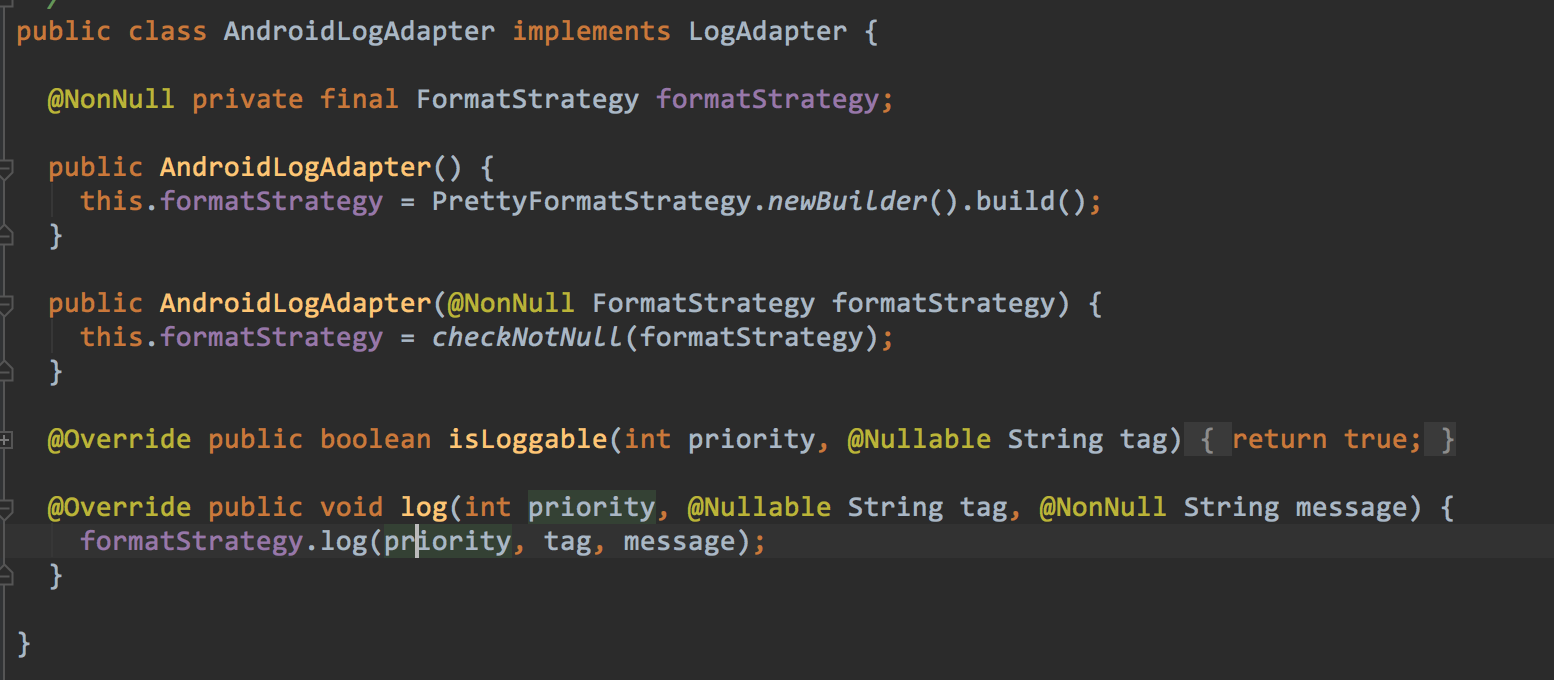 public class AndroidLogAdapter implements LogAdapter {
@NonNull private final FormatStrategy formatStrategy;
public AndroidLogAdapter() {
this.formatStrategy = PrettyFormatStrategy.newBuilder().build();
}
public AndroidLogAdapter(@NonNull FormatStrategy formatStrategy) {
this.formatStrategy = checkNotNull(formatStrategy);
}
@Override public boolean isLoggable(int priority, @Nullable String tag) { return true; }
@Override public void log(int priority, @Nullable String tag, @NonNull String message) {
formatStrategy.log(priority, tag, message);
}
}